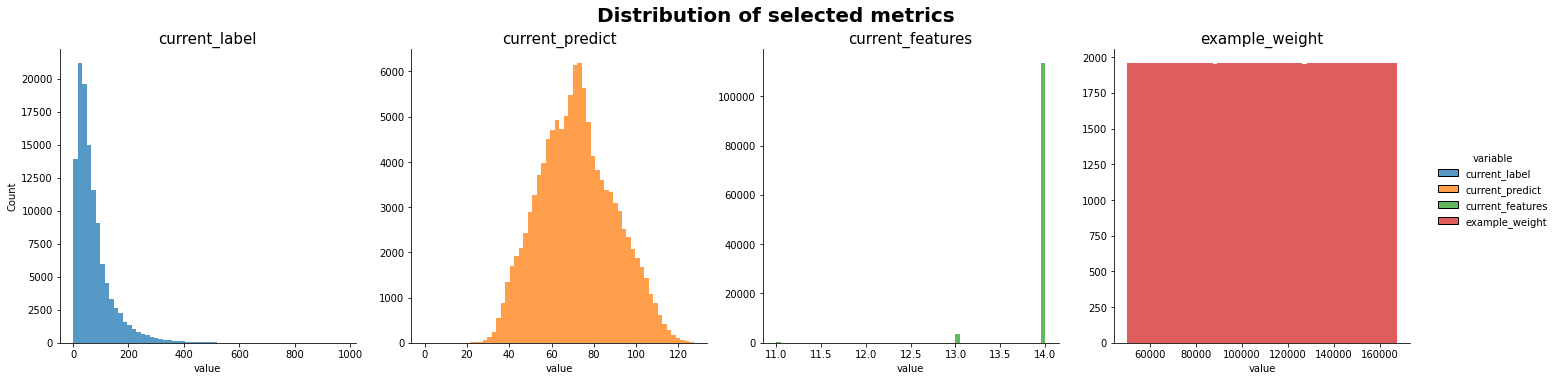 Distribution of selected metrics
current_label
20000
17500
15000
12500
10000
7500
5000
2500
0
Count
0 200 400 600 800 1000
value
current_predict
6000
5000
4000
3000
2000
1000
0
0 20 40 60 80 100 120
value
current_features
100000
80000
60000
40000
20000
0
11.0 11.5 12.0 12.5 13.0 13.5 14.0
value
example_weight
2000
1750
1500
1250
1000
750
500
250
0
60000 80000 100000 120000 140000 160000
value
variable
current_label
current_predict
current_features
example_weight